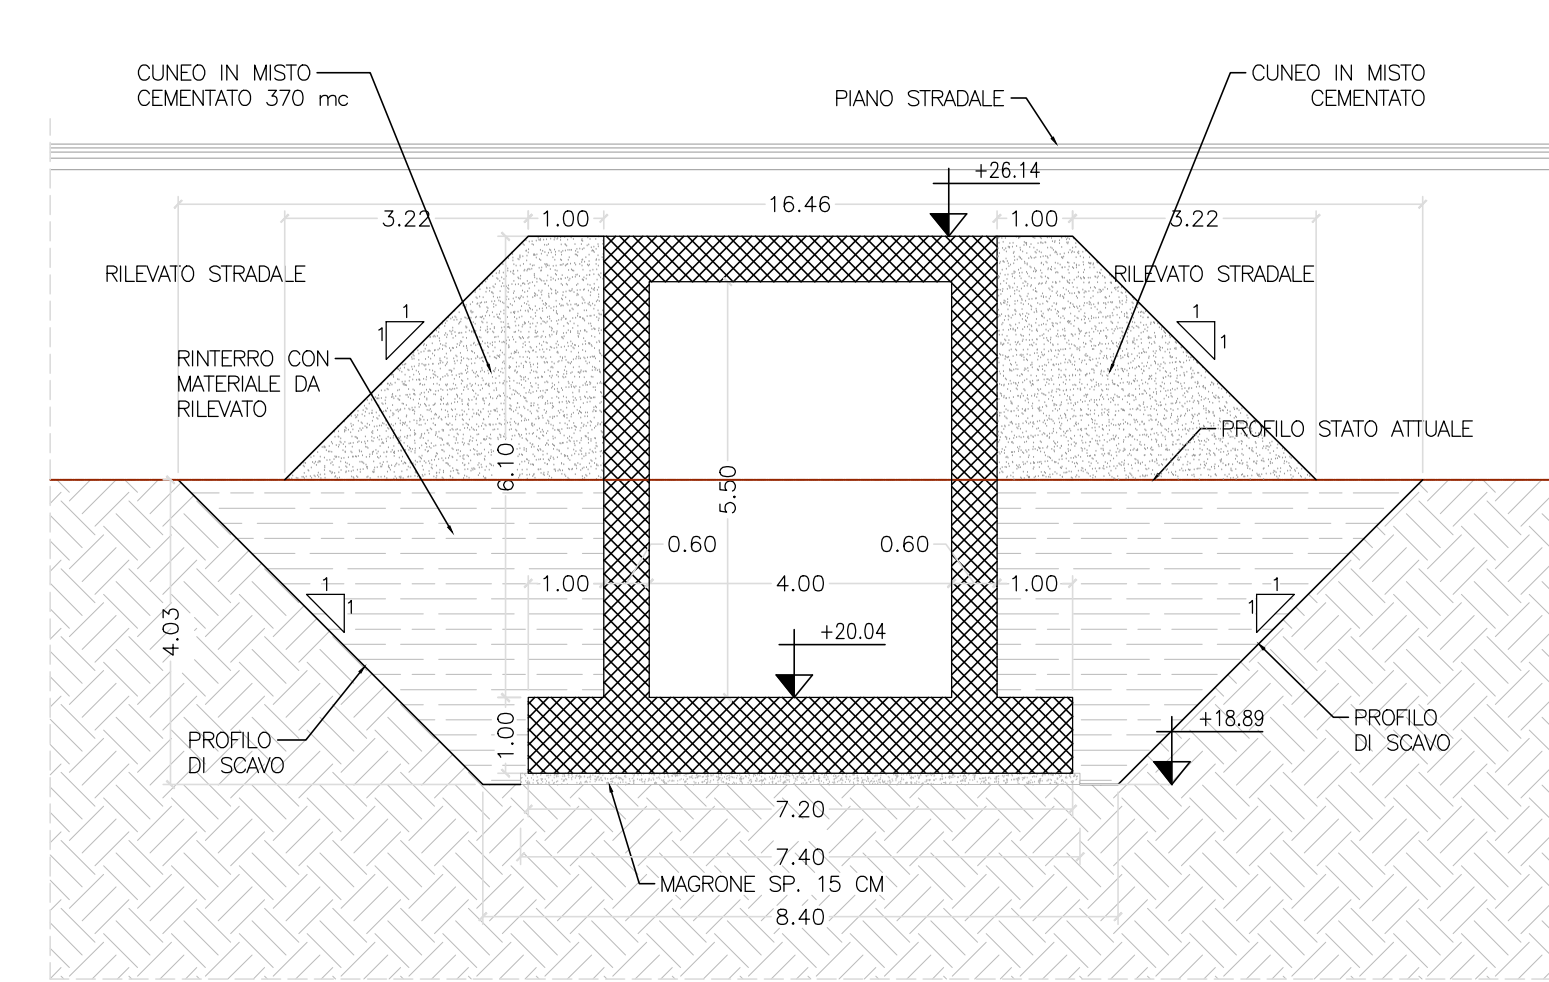 CUNEO IN MISTO
CEMENTATO 370 mc
CUNEO IN MISTO
CEMENTATO
PIANO STRADALE
+26.14
16.46
3.22
1.00
1.00
3.22
RILEVATO STRADALE
RILEVATO STRADALE
1
1
1
1
RINTERRO CON
MATERIALE DA
RILEVATO
PROFILO STATO ATTUALE
6.10
5.50
0.60
0.60
1.00
4.00
1.00
1
1
1
1
4.03
+20.04
1.00
PROFILO
DI SCAVO
+18.89
PROFILO
DI SCAVO
7.20
7.40
MAGRONE SP. 15 CM
8.40